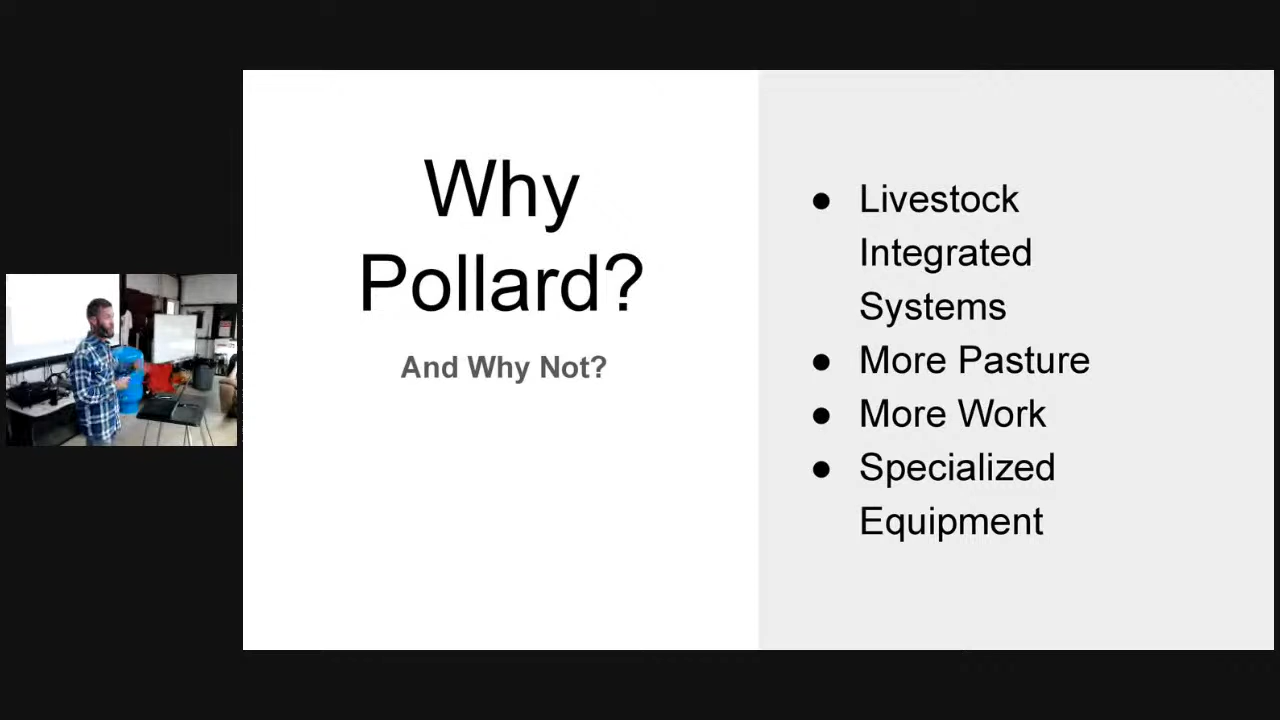 Why
Pollard?
And Why Not?
● Livestock
Integrated
Systems
● More Pasture
● More Work
● Specialized
Equipment